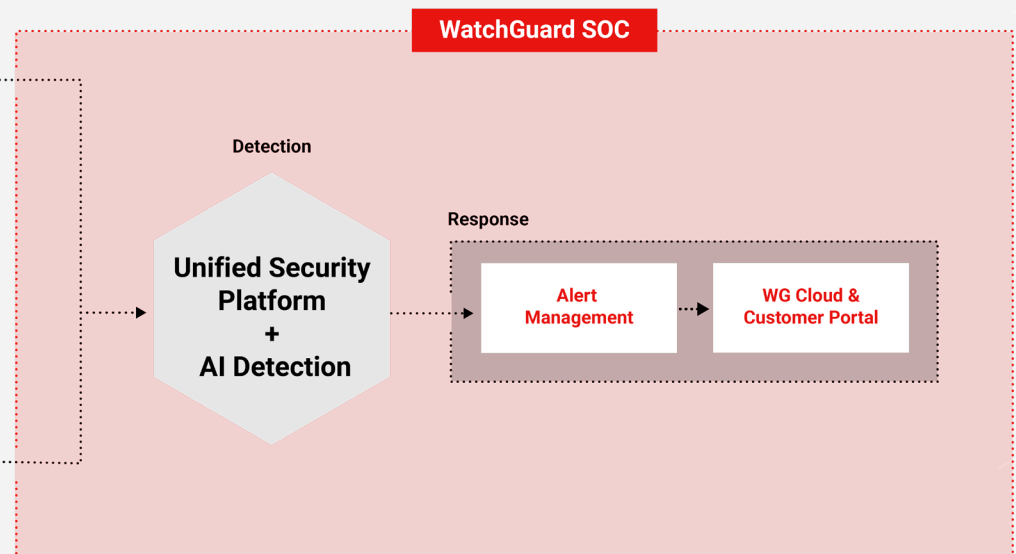 WatchGuard SOC
Detection
Unified Security
Platform
+
AI Detection
Response
Alert
Management
WG Cloud &
Customer Portal